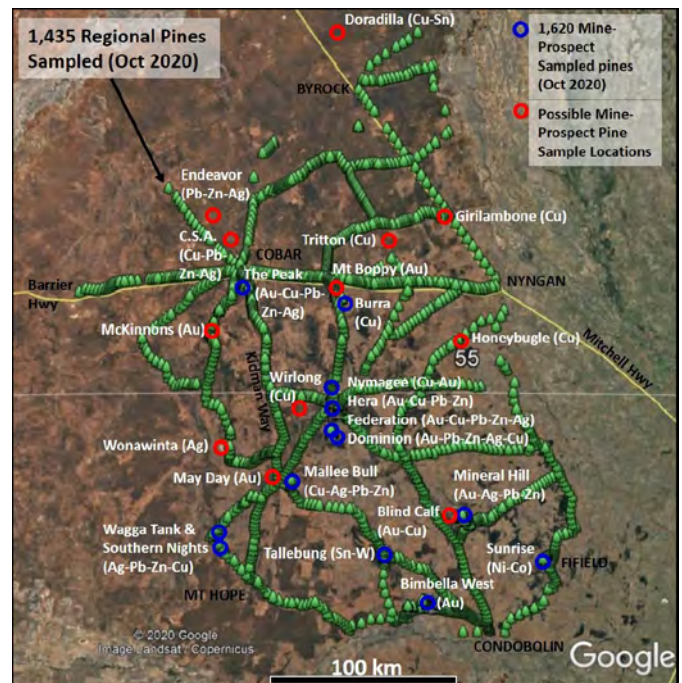 Doradilla (Cu-Sn)
1,435 Regional Pines
Sampled (Oct 2020)
1,620 Mine-
Prospect
Sampled pines
(Oct 2020)
Possible Mine-
Prospect Pine
Sample Locations
BYROCK
Endeavor
(Pb-Zn-Ag)
C.S.A.
(Cu-Pb-
Zn-Ag)
Girilambone (Cu)
Tritton (Cu)
COBAR
Mt Boppy (Au)
Barrier
Hwy
The Peak
(Au-Cu-Pb-
Zn-Ag)
NYNGAN
Burra
(Cu)
McKinnons (Au)
Honeybugle (Cu)
55
Mitchell Hwy
Kidman Way
Wirlong
(Cu)
Nymagee (Cu-Au)
Hera (Au-Cu-Pb-Zn)
Federation (Au-Cu-Pb-Zn-Ag)
Dominion (Au-Pb-Zn-Ag-Cu)
Wonawinta (Ag)
May Day (Au)
Mallee Bull
(Cu-Ag-Pb-Zn)
Mineral Hill
(Au-Ag-Pb-Zn)
Blind Calf
(Au-Cu)
Wagga Tank &
Southern Nights
(Ag-Pb-Zn-Cu)
Tallebung (Sn-W)
Sunrise
(Ni-Co)
FIFIELD
MT HOPE
Bimbella West
(Au)
CONDOBOLIN
© 2020 Google
Image Landsat / Copernicus
100 km
Google